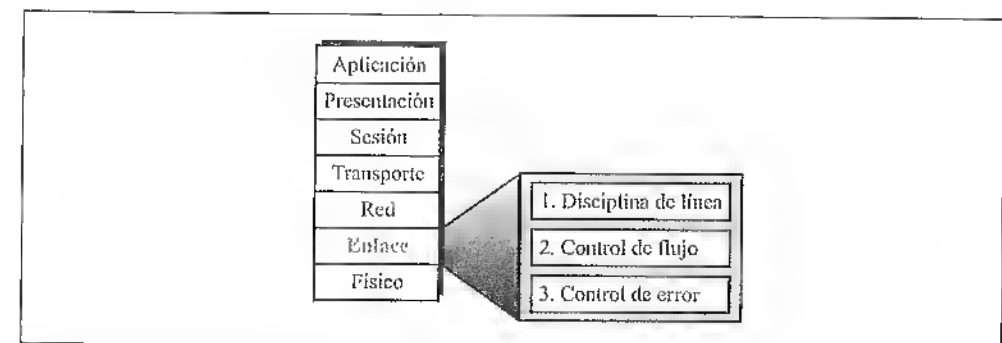 Aplicación
Presentación
Sesión
Transporte
Red
Enlace
Físico
1. Disciplina de línea
2. Control de flujo
3. Control de error